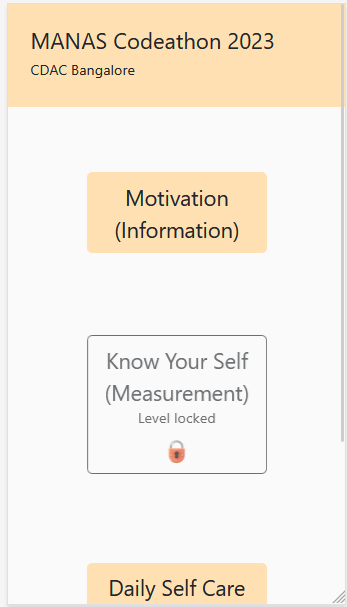 MANAS Codeathon 2023
CDAC Bangalore
Motivation
(Information)
Know Your Self
(Measurement)
Level locked
Daily Self Care